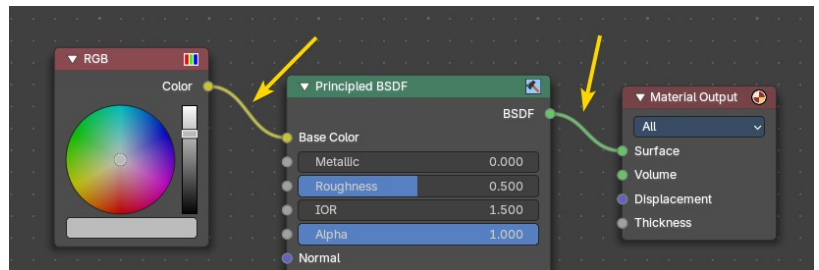 RGB
Color
Principled BSDF
BSDF
Base Color
Metallic 0.000
Roughness 0.500
IOR 1.500
Alpha 1.000
Normal
Material Output
All
Surface
Volume
Displacement
Thickness